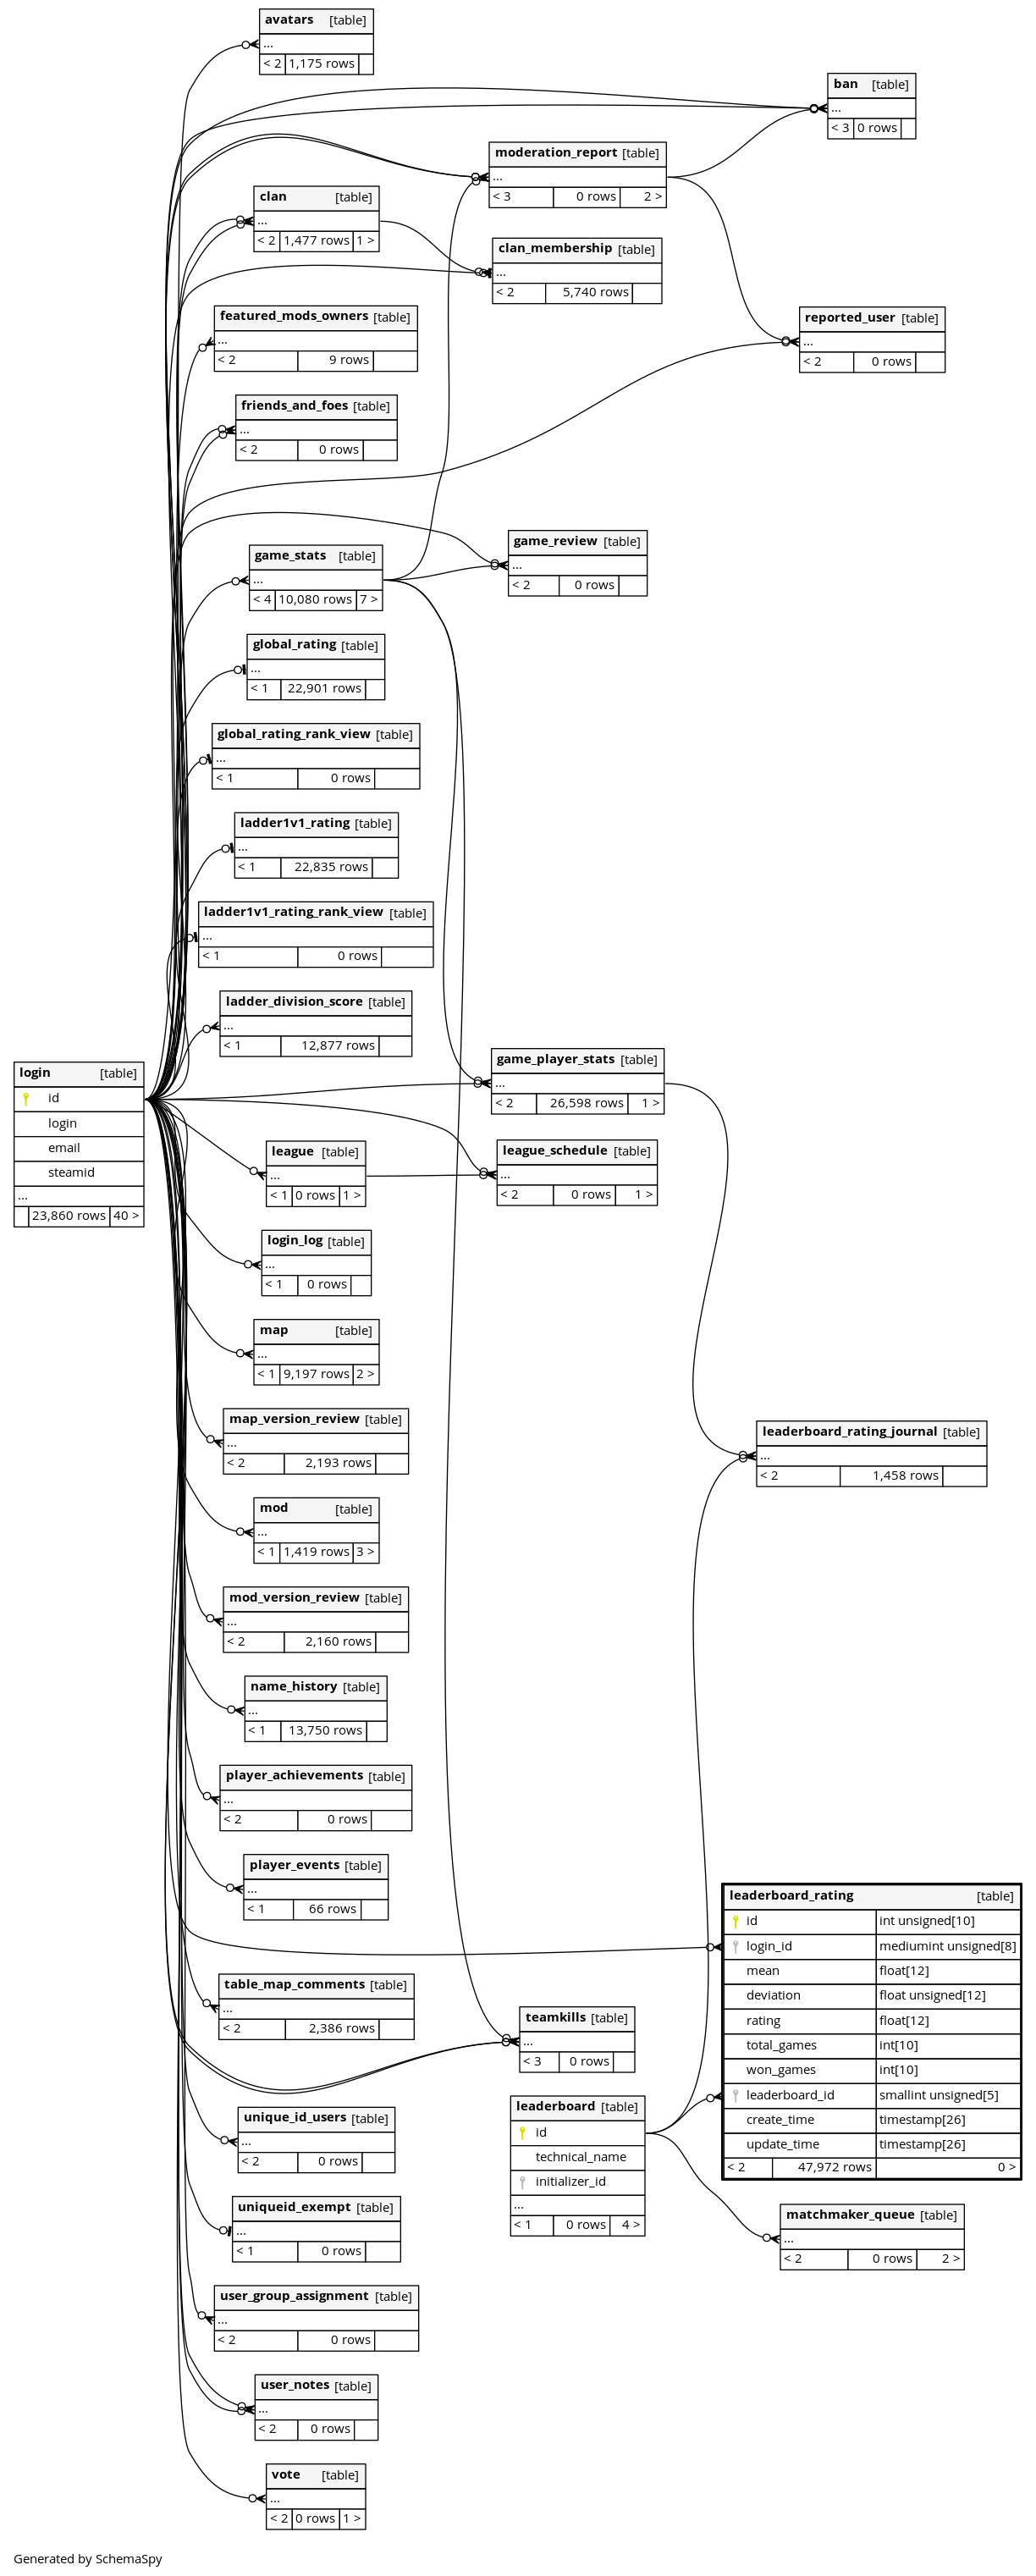 avatars [table]
...
< 2 1,175 rows
ban [table]
...
< 3 0 rows
moderation_report [table]
...
< 3 0 rows 2 >
clan [table]
...
< 2 1,477 rows 1 >
clan_membership [table]
...
< 2 5,740 rows
featured_mods_owners [table]
...
< 2 9 rows
reported_user [table]
...
< 2 0 rows
friends_and_foes [table]
...
< 2 0 rows
game_review [table]
...
< 2 0 rows
game_stats [table]
...
< 4 10,080 rows 7 >
global_rating [table]
...
< 1 22,901 rows
global_rating_rank_view [table]
...
< 1 0 rows
ladder1v1_rating [table]
...
< 1 22,835 rows
ladder1v1_rating_rank_view [table]
...
< 1 0 rows
ladder_division_score [table]
...
< 1 12,877 rows
game_player_stats [table]
...
< 2 26,598 rows 1 >
login [table]
id
login
email
steamid
...
23,860 rows 40 >
league [table]
...
< 1 0 rows 1 >
league_schedule [table]
...
< 2 0 rows 1 >
login_log [table]
...
< 1 0 rows
map [table]
...
< 1 9,197 rows 2 >
map_version_review [table]
...
< 2 2,193 rows
leaderboard_rating_journal [table]
...
< 2 1,458 rows
mod [table]
...
< 1 1,419 rows 3 >
mod_version_review [table]
...
< 2 2,160 rows
name_history [table]
...
< 1 13,750 rows
player_achievements [table]
...
< 2 0 rows
player_events [table]
...
< 1 66 rows
leaderboard_rating [table]
id int unsigned[10]
login_id mediumint unsigned[8]
mean float[12]
deviation float unsigned[12]
rating float[12]
total_games int[10]
won_games int[10]
leaderboard_id smallint unsigned[5]
create_time timestamp[26]
update_time timestamp[26]
< 2 47,972 rows 0 >
table_map_comments [table]
...
< 2 2,386 rows
teamkills [table]
...
< 3 0 rows
leaderboard [table]
id
technical_name
initializer_id
...
< 1 0 rows 4 >
unique_id_users [table]
...
< 2 0 rows
uniqueid_exempt [table]
...
< 1 0 rows
matchmaker_queue [table]
...
< 2 0 rows 2 >
user_group_assignment [table]
...
< 2 0 rows
user_notes [table]
...
< 2 0 rows
vote [table]
...
< 2 0 rows 1 >
Generated by SchemaSpy